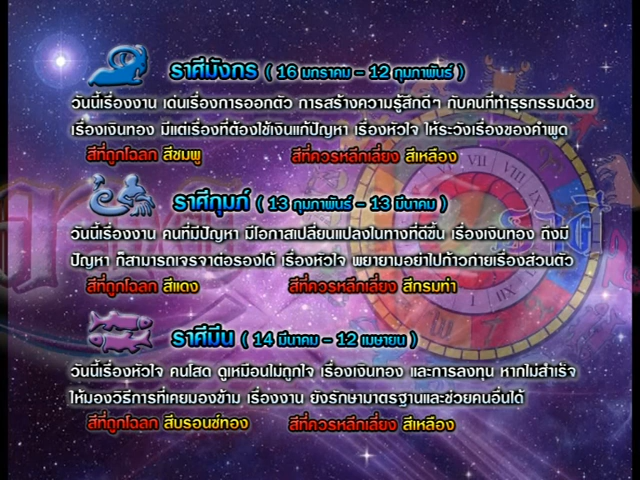 ราศีมังกร ( 16 มกราคม – 12 กุมภาพันธ์ )
วันนี้เรื่องงาน เด่นเรื่องการออกตัว การสร้างความรู้สึกดีๆ กับคนที่ทำธุรกรรมด้วย
เรื่องเงินทอง มีแต่เรื่องที่ต้องใช้เงินแก้ปัญหา เรื่องหัวใจ ให้ระวังเรื่องของคำพูด
สีที่ถูกโฉลก สีชมพู สีที่ควรหลีกเลี่ยง สีเหลือง
ราศีกุมภ์ ( 13 กุมภาพันธ์ – 13 มีนาคม )
วันนี้เรื่องงาน คนที่มีปัญหา มีโอกาสเปลี่ยนแปลงในทางที่ดีขึ้น เรื่องเงินทอง ถึงมี
ปัญหา ก็สามารถเจรจาต่อรองได้ เรื่องหัวใจ พยายามอย่าไปก้าวก่ายเรื่องส่วนตัว
สีที่ถูกโฉลก สีแดง สีที่ควรหลีกเลี่ยง สีกรมท่า
ราศีมีน ( 14 มีนาคม – 12 เมษายน )
วันนี้เรื่องหัวใจ คนโสด ดูเหมือนไม่ถูกใจ เรื่องเงินทอง และการลงทุน หากไม่สำเร็จ
ให้มองวิธีการที่เคยมองข้าม เรื่องงาน ยังรักษามาตรฐานและช่วยคนอื่นได้
สีที่ถูกโฉลก สีบรอนซ์ทอง สีที่ควรหลีกเลี่ยง สีเหลือง